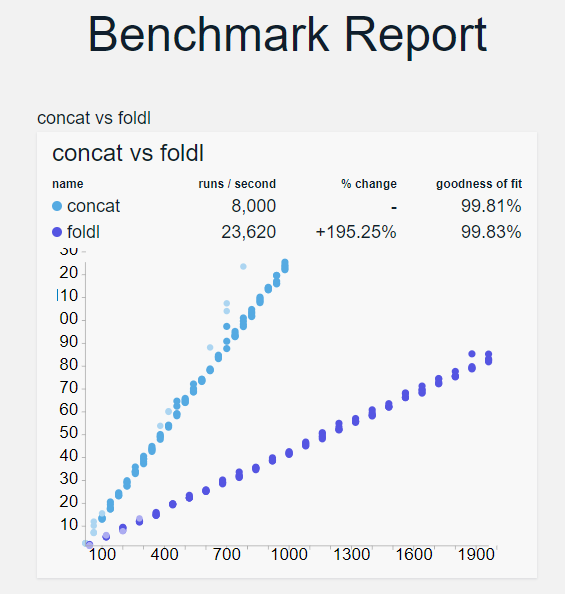 Benchmark Report
concat vs foldl
concat vs foldl
name runs / second % change goodness of fit
concat 8,000 - 99.81%
foldl 23,620 +195.25% 99.83%
30
20
10
00
90
80
70
60
50
40
30
20
10
100 400 700 1000 1300 1600 1900